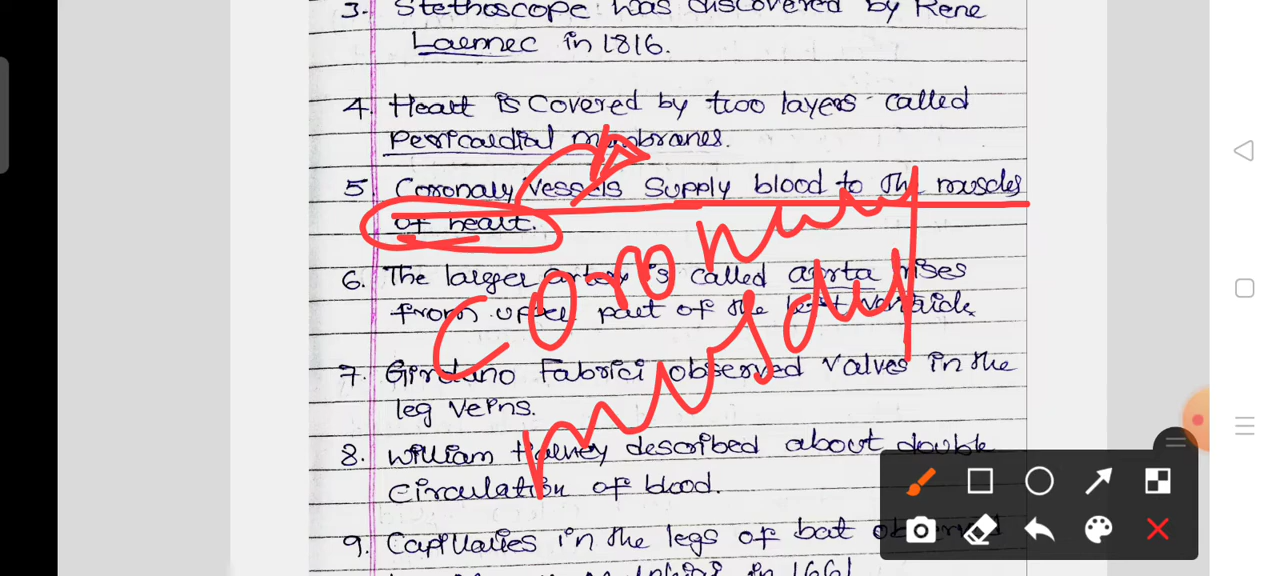 3. Stethoscope was discovered by Rene
Laennec in 1816.
4. Heart is covered by two layers called
Pericardial membranes.
5. Coronary vessels supply blood to the muscles
of heart.
coronary
6. The larger artery is called aorta rises
from upper part of the left ventricle.
7. Girdano Fabrici observed valves in the
leg veins.
8. William Harvey described about double
circulation of blood.
9. Capillaries in the legs of bat observed
in 1661